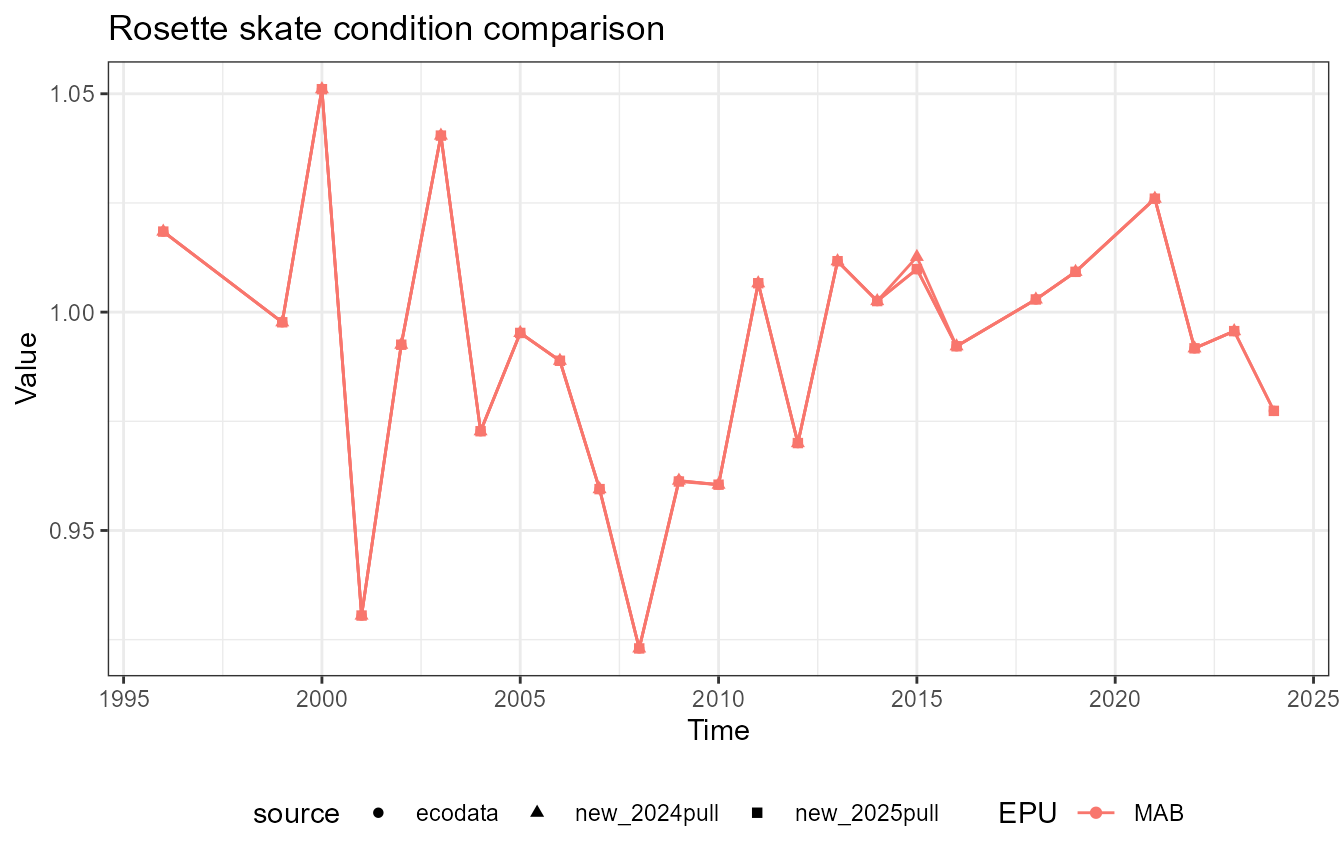 Rosette skate condition comparison
1.05
1.00
0.95
Value
1995 2000 2005 2010 2015 2020 2025
Time
source ecodata new_2024pull new_2025pull EPU MAB